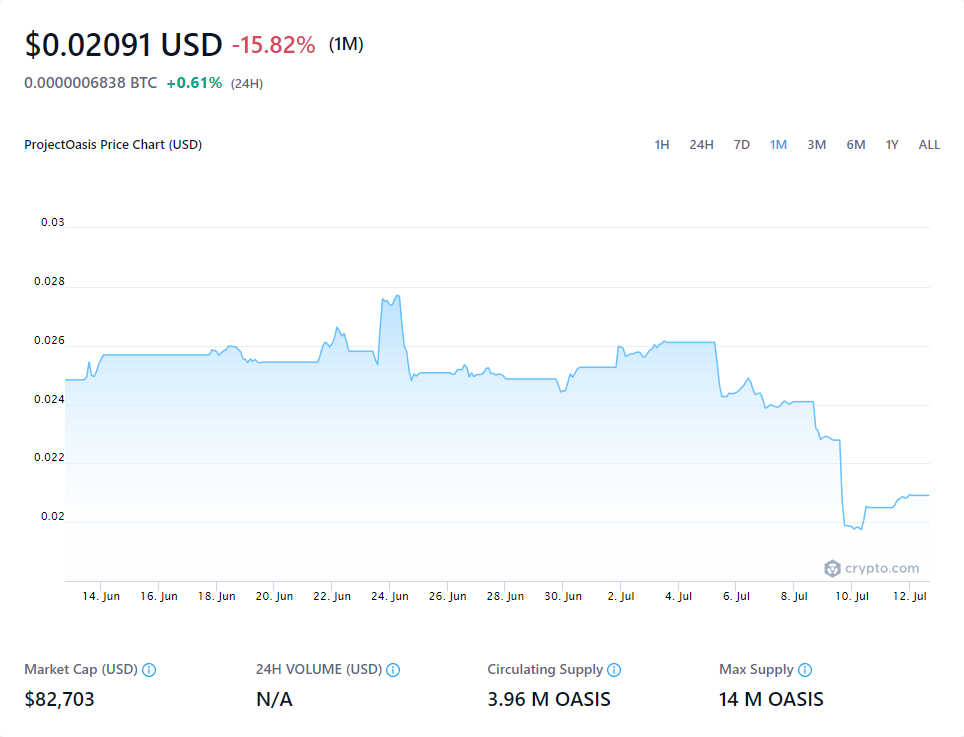 $0.02091 USD -15.82% (1M)
0.0000006838 BTC +0.61% (24H)
ProjectOasis Price Chart (USD) 1H 24H 7D 1M 3M 6M 1Y ALL
0.03
0.028
0.026
0.024
0.022
0.02
crypto.com
14. Jun 16. Jun 18. Jun 20. Jun 22. Jun 24. Jun 26. Jun 28. Jun 30. Jun 2. Jul 4. Jul 6. Jul 8. Jul 10. Jul 12. Jul
Market Cap (USD) 24H VOLUME (USD) Circulating Supply Max Supply
$82,703 N/A 3.96 M OASIS 14 M OASIS